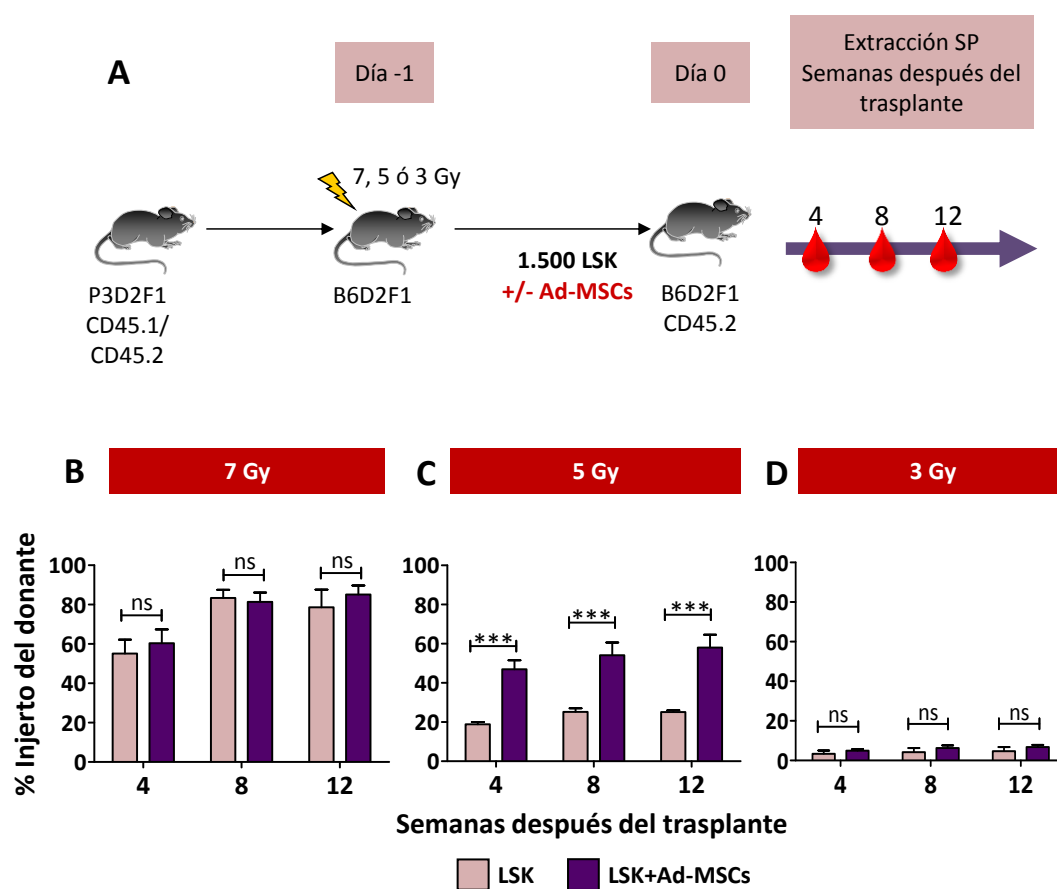 A
Día -1
Día 0
Extracción SP
Semanas después del
trasplante
7, 5 ó 3 Gy
4
8
12
1.500 LSK
+/- Ad-MSCs
P3D2F1
CD45.1/
CD45.2
B6D2F1
B6D2F1
CD45.2
B
7 Gy
C
5 Gy
D
3 Gy
% Injerto del donante
100
80
60
40
20
0
ns
ns
ns
4
8
12
100
80
60
40
20
0
***
***
***
4
8
12
100
80
60
40
20
0
ns
ns
ns
4
8
12
Semanas después del trasplante
LSK
LSK+Ad-MSCs